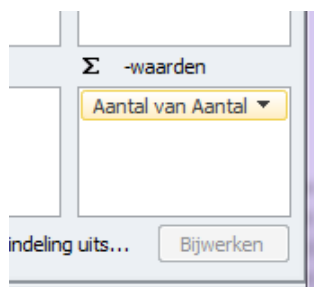 Σ -waarden
Aantal van Aantal
indeling uits...
Bijwerken